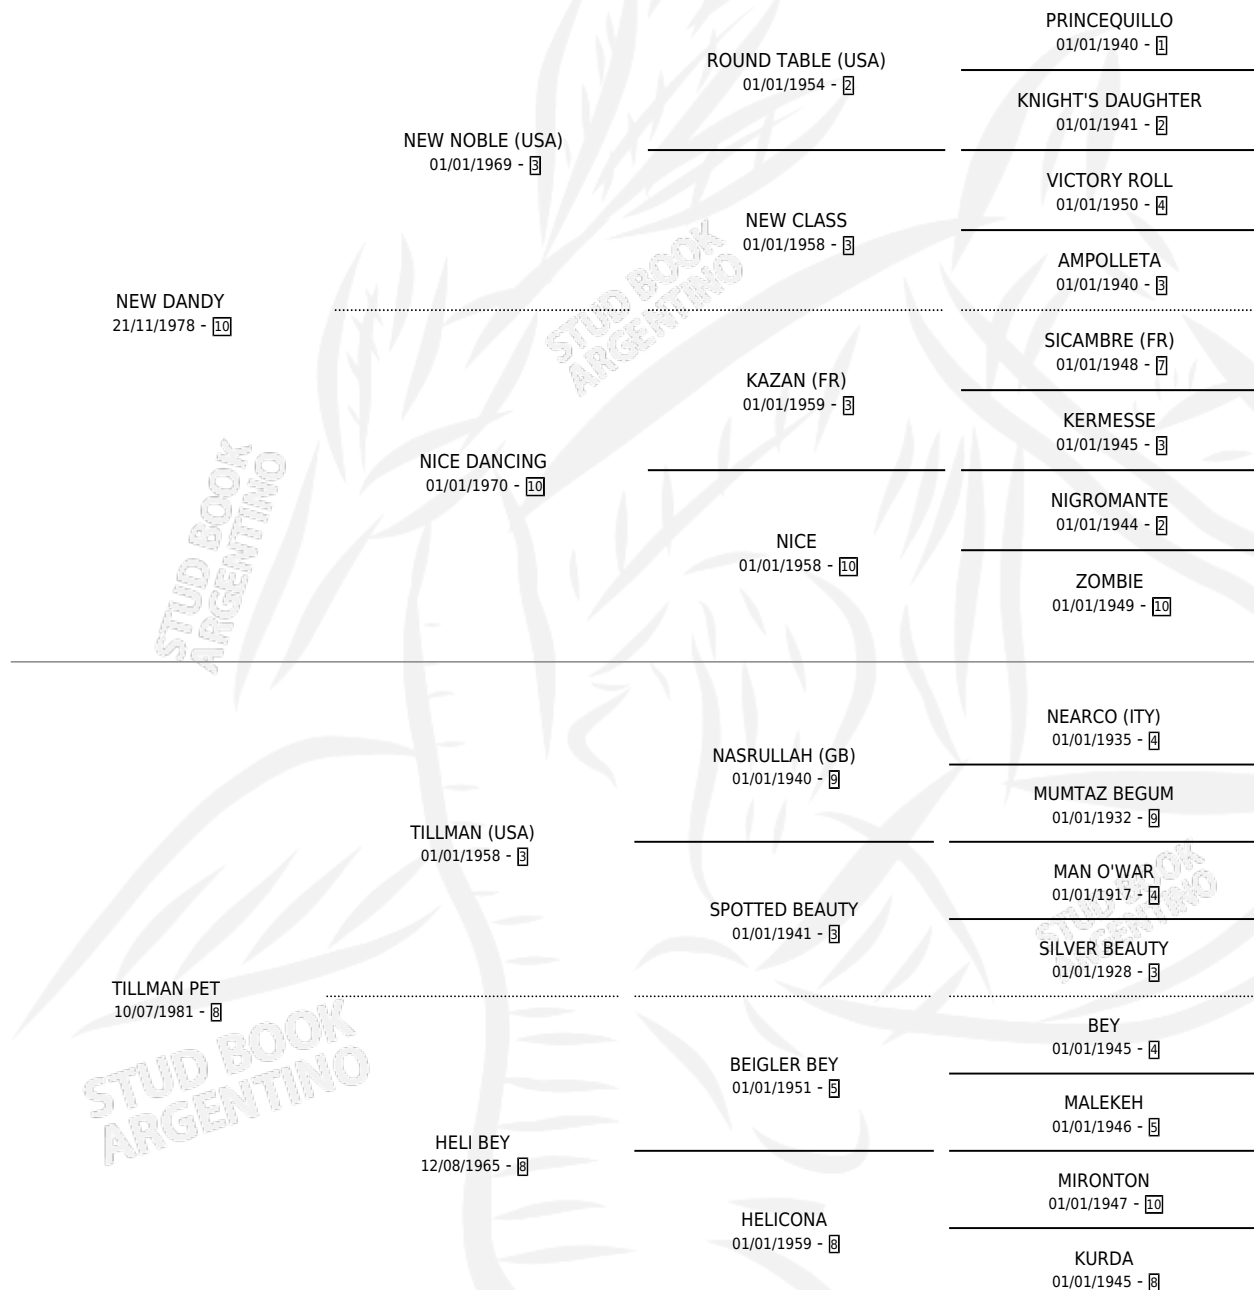 PRINCEQUILLO
01/01/1940 - 1
ROUND TABLE (USA)
01/01/1954 - 2
KNIGHT'S DAUGHTER
01/01/1941 - 2
NEW NOBLE (USA)
01/01/1969 - 3
VICTORY ROLL
01/01/1950 - 4
NEW CLASS
01/01/1958 - 3
AMPOLLETA
01/01/1940 - 3
NEW DANDY
21/11/1978 - 10
SICAMBRE (FR)
01/01/1948 - 7
KAZAN (FR)
01/01/1959 - 3
KERMESSE
01/01/1945 - 3
NICE DANCING
01/01/1970 - 10
NIGROMANTE
01/01/1944 - 2
NICE
01/01/1958 - 10
ZOMBIE
01/01/1949 - 10
NEARCO (ITY)
01/01/1935 - 4
NASRULLAH (GB)
01/01/1940 - 9
MUMTAZ BEGUM
01/01/1932 - 9
TILLMAN (USA)
01/01/1958 - 3
MAN O'WAR
01/01/1917 - 4
SPOTTED BEAUTY
01/01/1941 - 3
SILVER BEAUTY
01/01/1928 - 3
TILLMAN PET
10/07/1981 - 8
BEY
01/01/1945 - 4
BEIGLER BEY
01/01/1951 - 5
MALEKEH
01/01/1946 - 5
HELI BEY
12/08/1965 - 8
MIRONTON
01/01/1947 - 10
HELICONA
01/01/1959 - 8
KURDA
01/01/1945 - 8
STUD BOOK
ARGENTINO
STUD BOOK
ARGENTINO
STUD BOOK
ARGENTINO
STUD BOOK
ARGENTINO